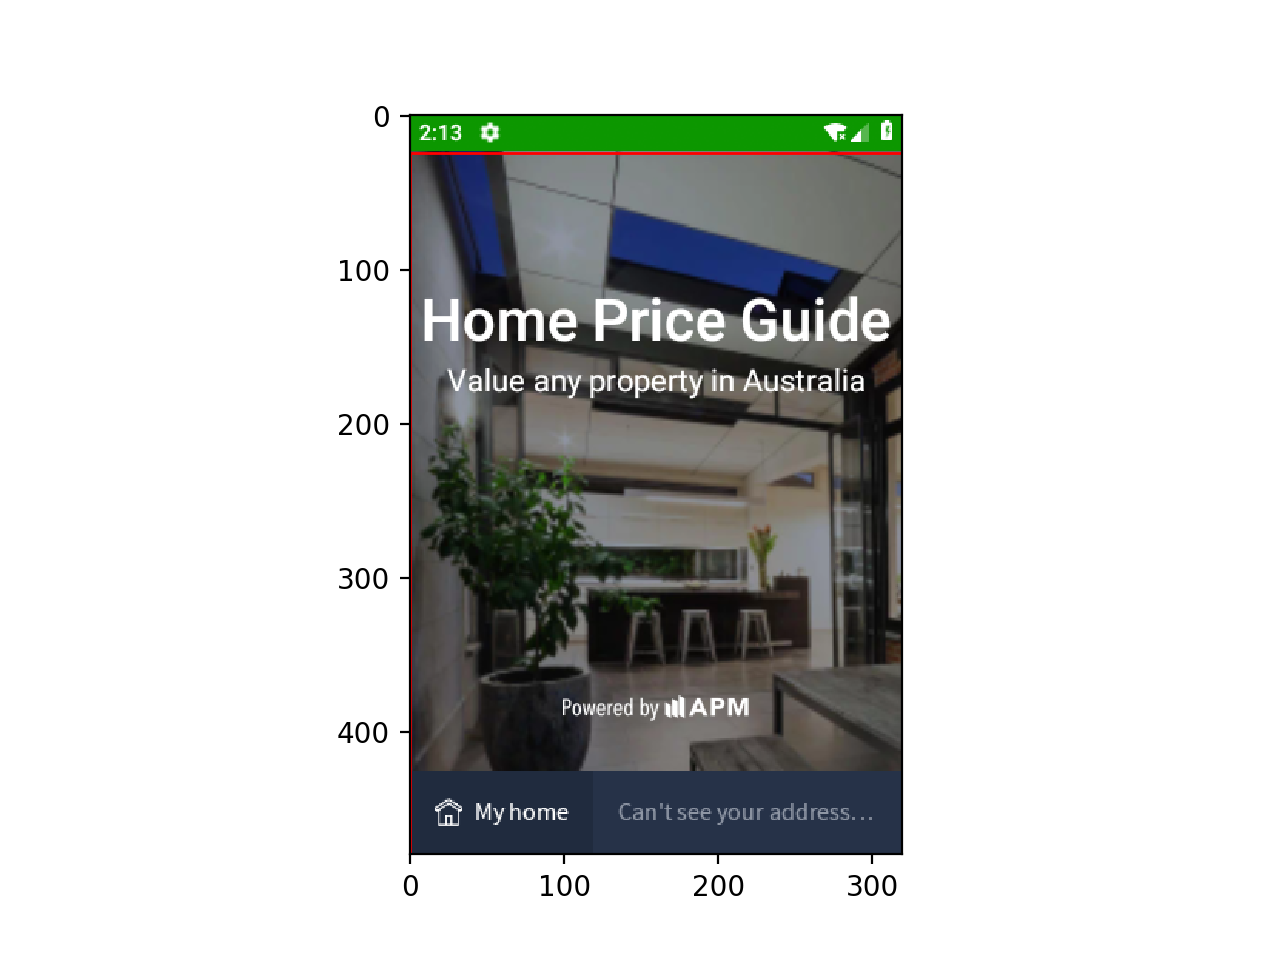 0
100
200
300
400
2:13
Home Price Guide
Value any property in Australia
Powered by APM
My home
Can't see your address...
0
100
200
300